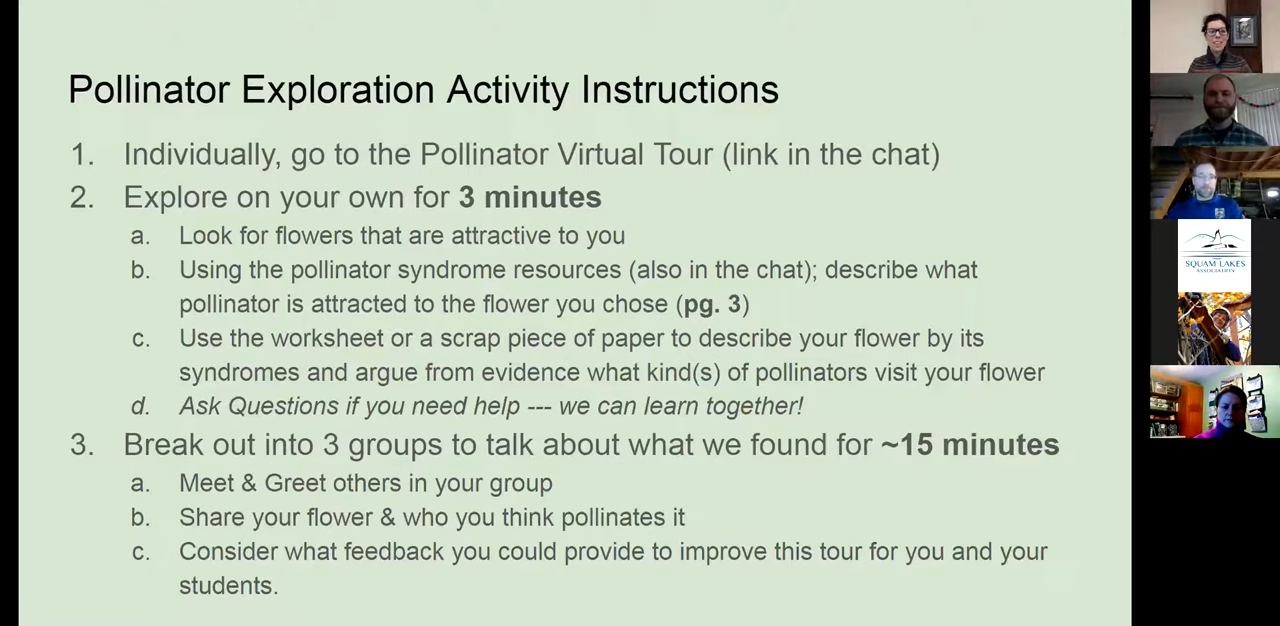 Pollinator Exploration Activity Instructions
1. Individually, go to the Pollinator Virtual Tour (link in the chat)
2. Explore on your own for 3 minutes
a. Look for flowers that are attractive to you
b. Using the pollinator syndrome resources (also in the chat); describe what
pollinator is attracted to the flower you chose (pg. 3)
c. Use the worksheet or a scrap piece of paper to describe your flower by its
syndromes and argue from evidence what kind(s) of pollinators visit your flower
d. Ask Questions if you need help --- we can learn together!
3. Break out into 3 groups to talk about what we found for ~15 minutes
a. Meet & Greet others in your group
b. Share your flower & who you think pollinates it
c. Consider what feedback you could provide to improve this tour for you and your
students.
SQUAM LAKES
ASSOCIATION